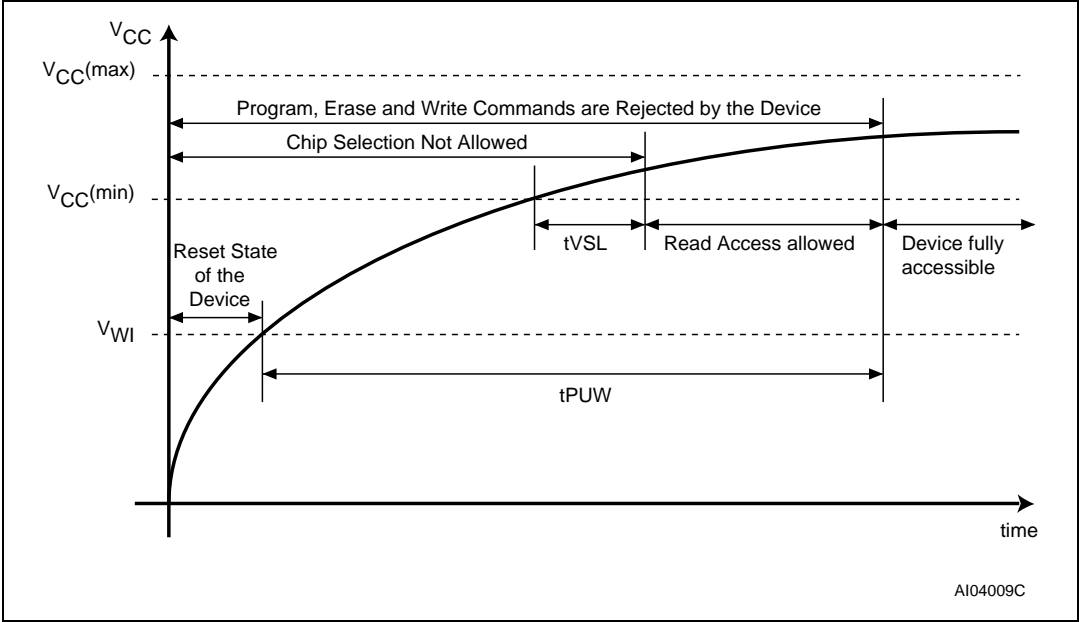 VCC
VCC(max)
Program, Erase and Write Commands are Rejected by the Device
Chip Selection Not Allowed
VCC(min)
tVSL
Read Access allowed
Device fully
accessible
Reset State
of the
Device
VWI
tPUW
time
AI04009C